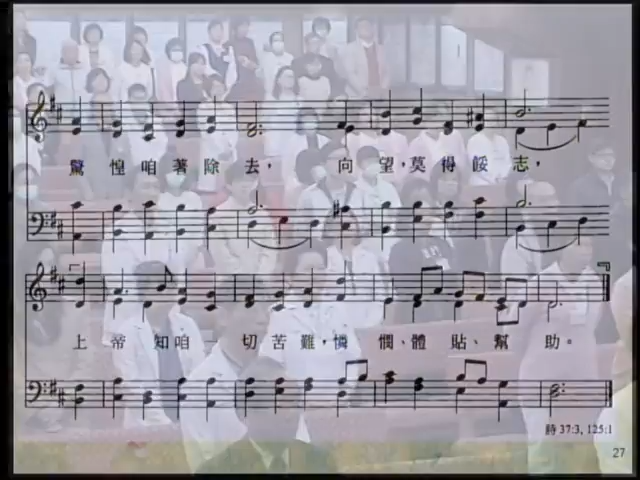 驚惶咱著除去，向望，莫得餒志，
上帝知咱一切苦難，憐憫、體貼、幫助。
詩 37:3, 125:1
27